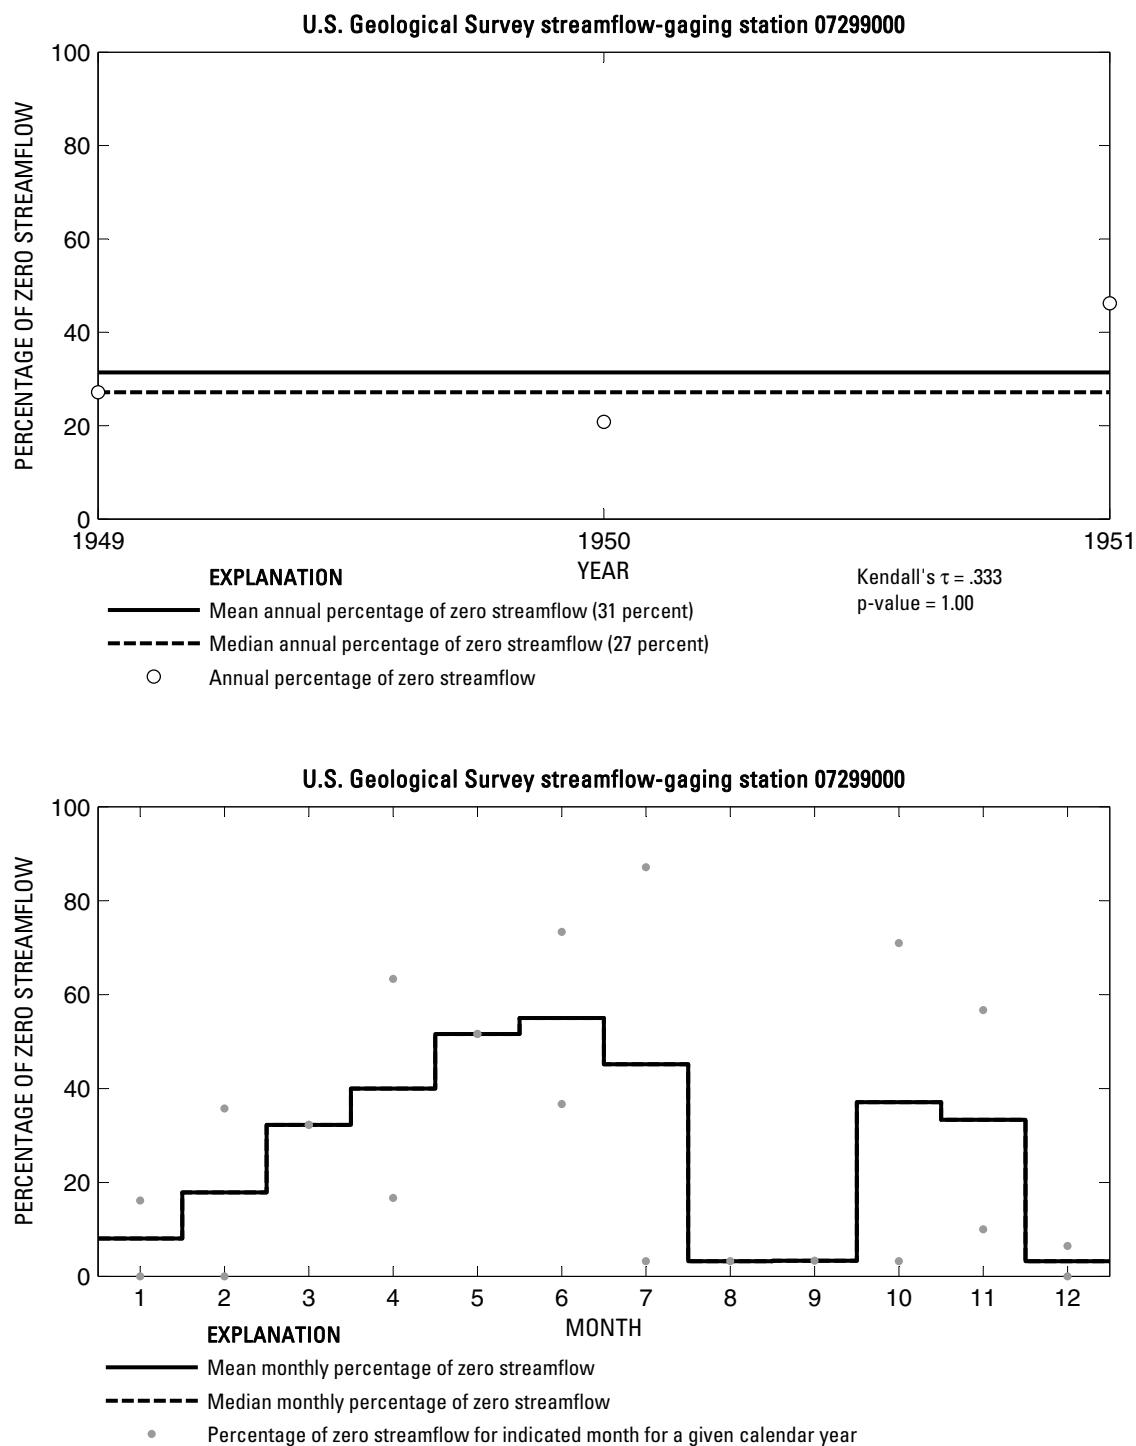 U.S. Geological Survey streamflow-gaging station 07299000
PERCENTAGE OF ZERO STREAMFLOW
100
80
60
40
20
0
1949 1950 1951
YEAR
EXPLANATION
Mean annual percentage of zero streamflow (31 percent)
Median annual percentage of zero streamflow (27 percent)
Annual percentage of zero streamflow
Kendall's τ = .333
p-value = 1.00
U.S. Geological Survey streamflow-gaging station 07299000
PERCENTAGE OF ZERO STREAMFLOW
100
80
60
40
20
0
1 2 3 4 5 6 7 8 9 10 11 12
MONTH
EXPLANATION
Mean monthly percentage of zero streamflow
Median monthly percentage of zero streamflow
Percentage of zero streamflow for indicated month for a given calendar year